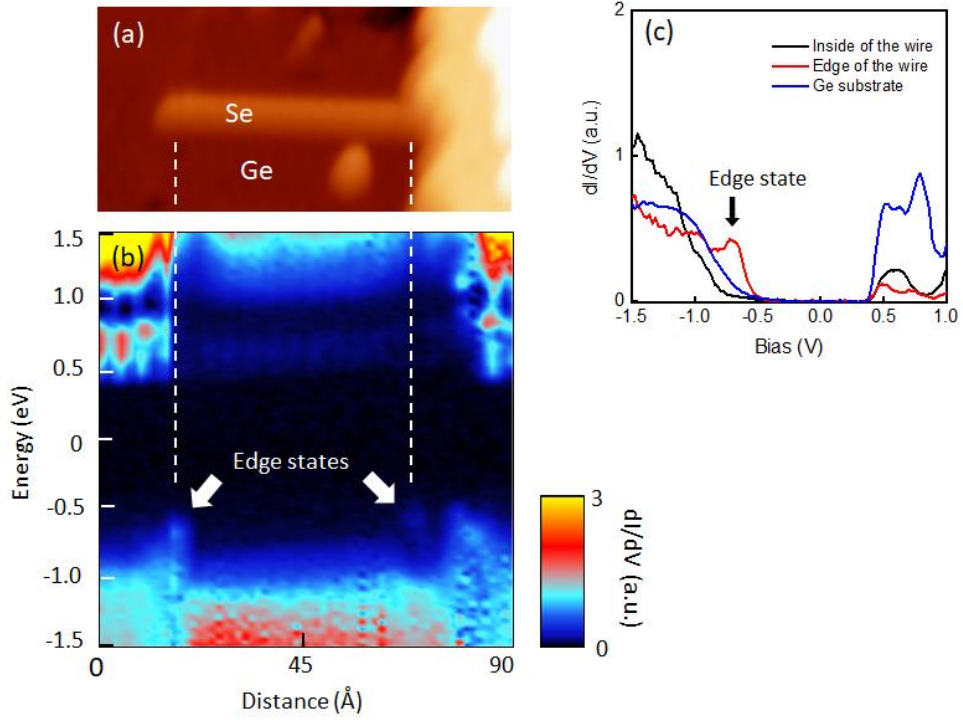 (a)
Se
Ge
(b)
1.5
1.0
0.5
0
-0.5
-1.0
-1.5
Energy (eV)
Edge states
0
45
90
Distance (Å)
3
0
dI/dV (a.u.)
(c)
Inside of the wire
Edge of the wire
Ge substrate
Edge state
2
1
0
dI/dV (a.u.)
-1.5
-1.0
-0.5
0.0
0.5
1.0
Bias (V)